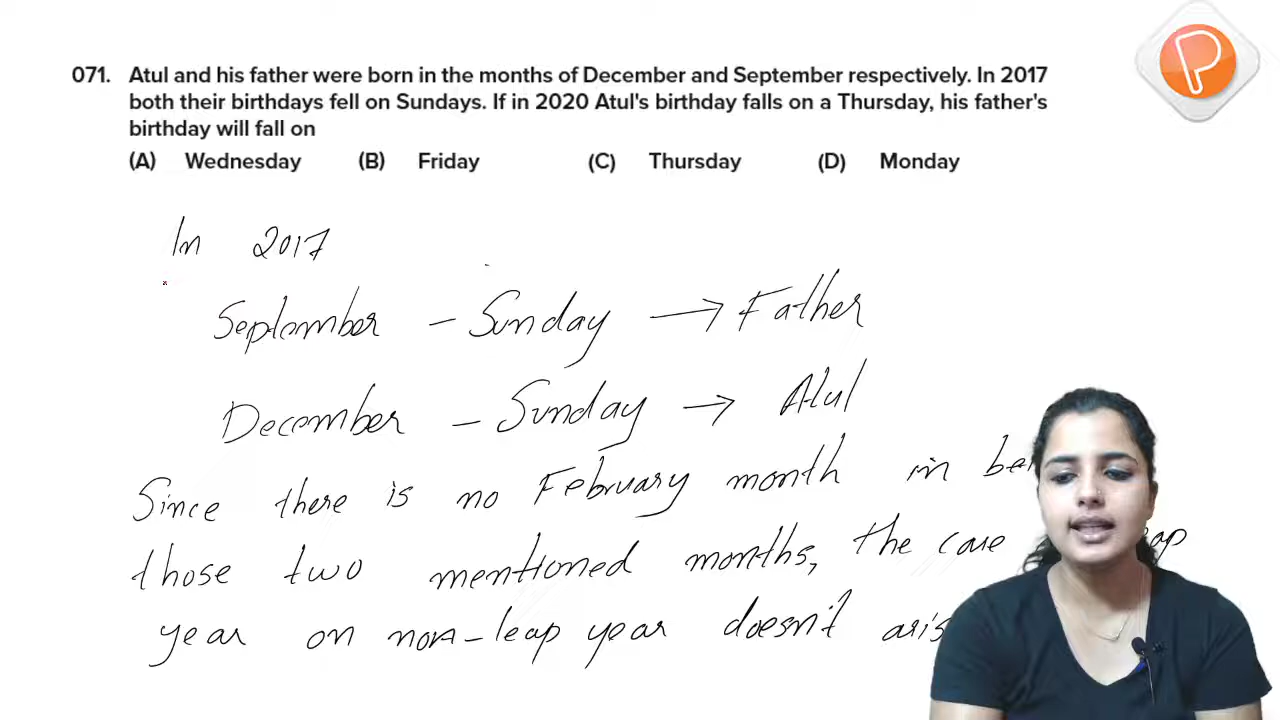 071. Atul and his father were born in the months of December and September respectively. In 2017
both their birthdays fell on Sundays. If in 2020 Atul's birthday falls on a Thursday, his father's
birthday will fall on
(A) Wednesday (B) Friday (C) Thursday (D) Monday
In 2017
September - Sunday → Father
December - Sunday → Atul
Since there is no February month in
those two mentioned months, the case
year or non-leap year doesn't